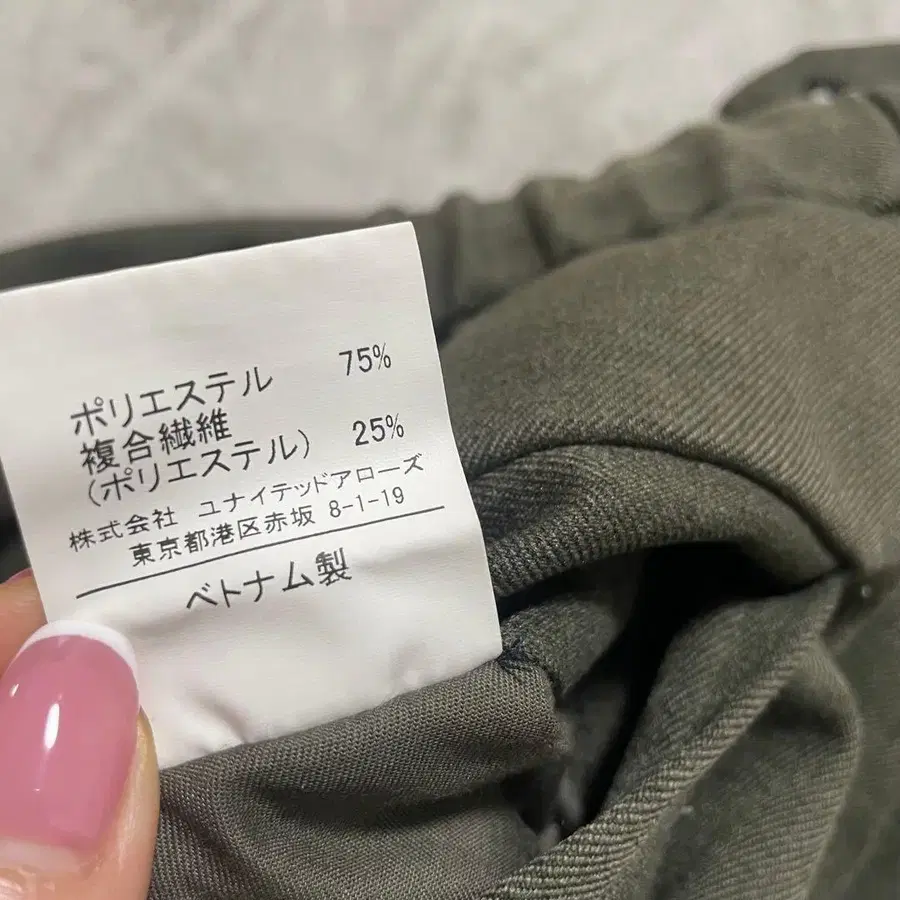 ポリエステル 75%
複合繊維
(ポリエステル) 25%
株式会社 ユナイテッドアローズ
東京都港区赤坂 8-1-19
ベトナム製